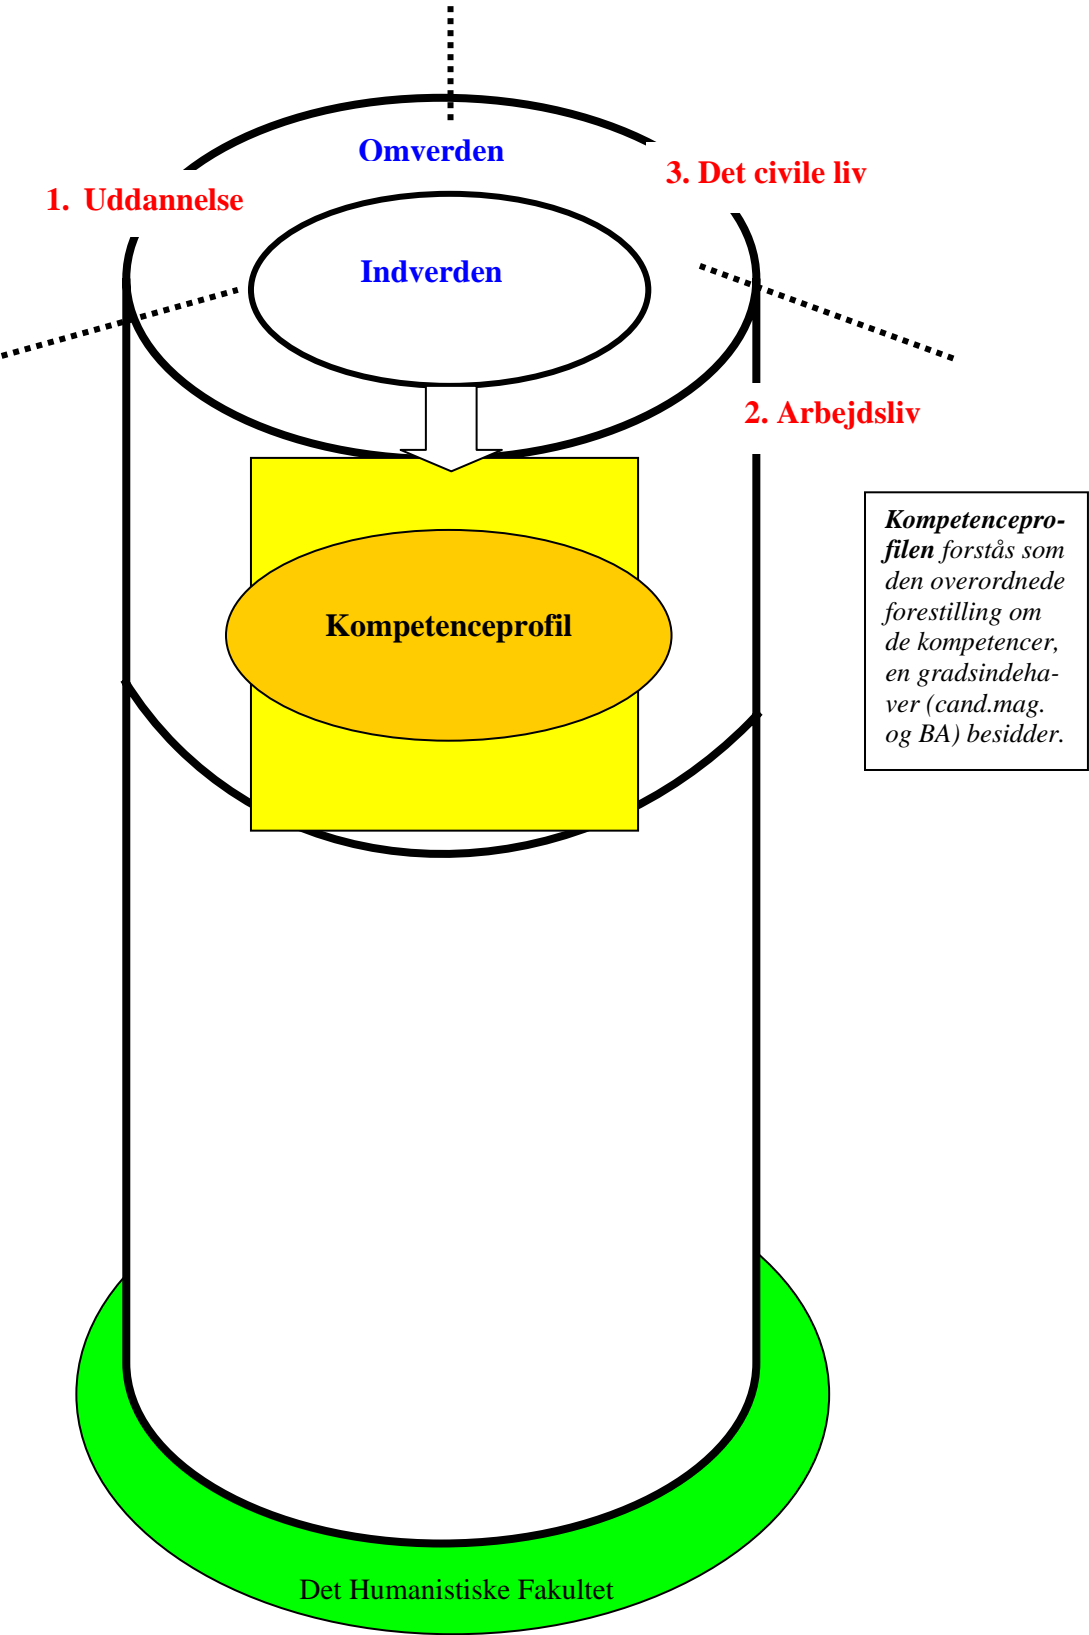 Omverden
3. Det civile liv
1. Uddannelse
Indverden
2. Arbejdsliv
Kompetencepro-
filen forstås som
den overordnede
forestilling om
de kompetencer,
en gradsindeha-
ver (cand.mag.
og BA) besidder.
Kompetenceprofil
Det Humanistiske Fakultet